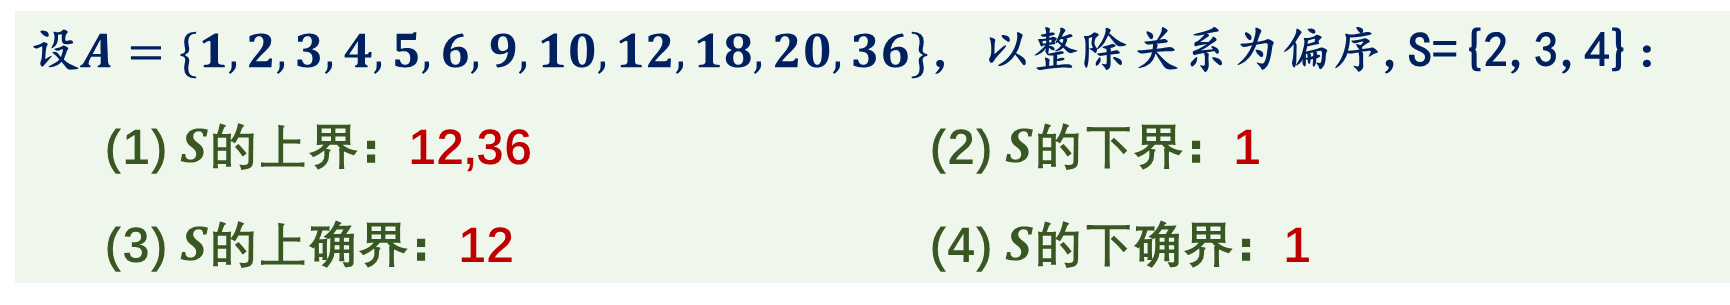 设A = {1, 2, 3, 4, 5, 6, 9, 10, 12, 18, 20, 36}，以整除关系为偏序, S={2, 3, 4}：
(1) S的上界：12,36 (2) S的下界：1
(3) S的上确界：12 (4) S的下确界：1